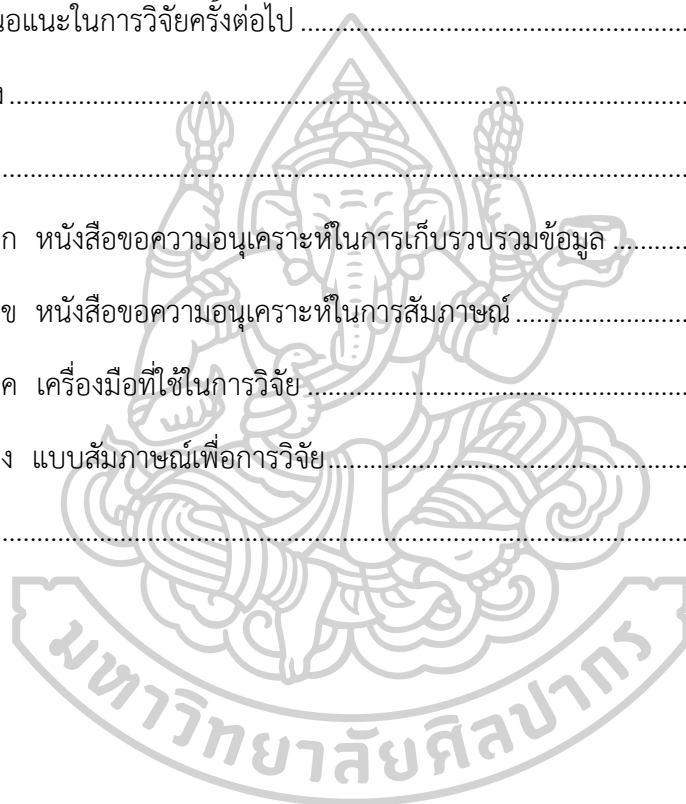 นอแนะในการวิจัยครั้งต่อไป ........................................................
ง ........................................................
........................................................
ก หนังสือขอความอนุเคราะห์ในการเก็บรวบรวมข้อมูล ............
ข หนังสือขอความอนุเคราะห์ในการสัมภาษณ์ ..........................
ค เครื่องมือที่ใช้ในการวิจัย ........................................................
ง แบบสัมภาษณ์เพื่อการวิจัย ........................................................
........................................................
มหาวิทยาลัยศิลปากร